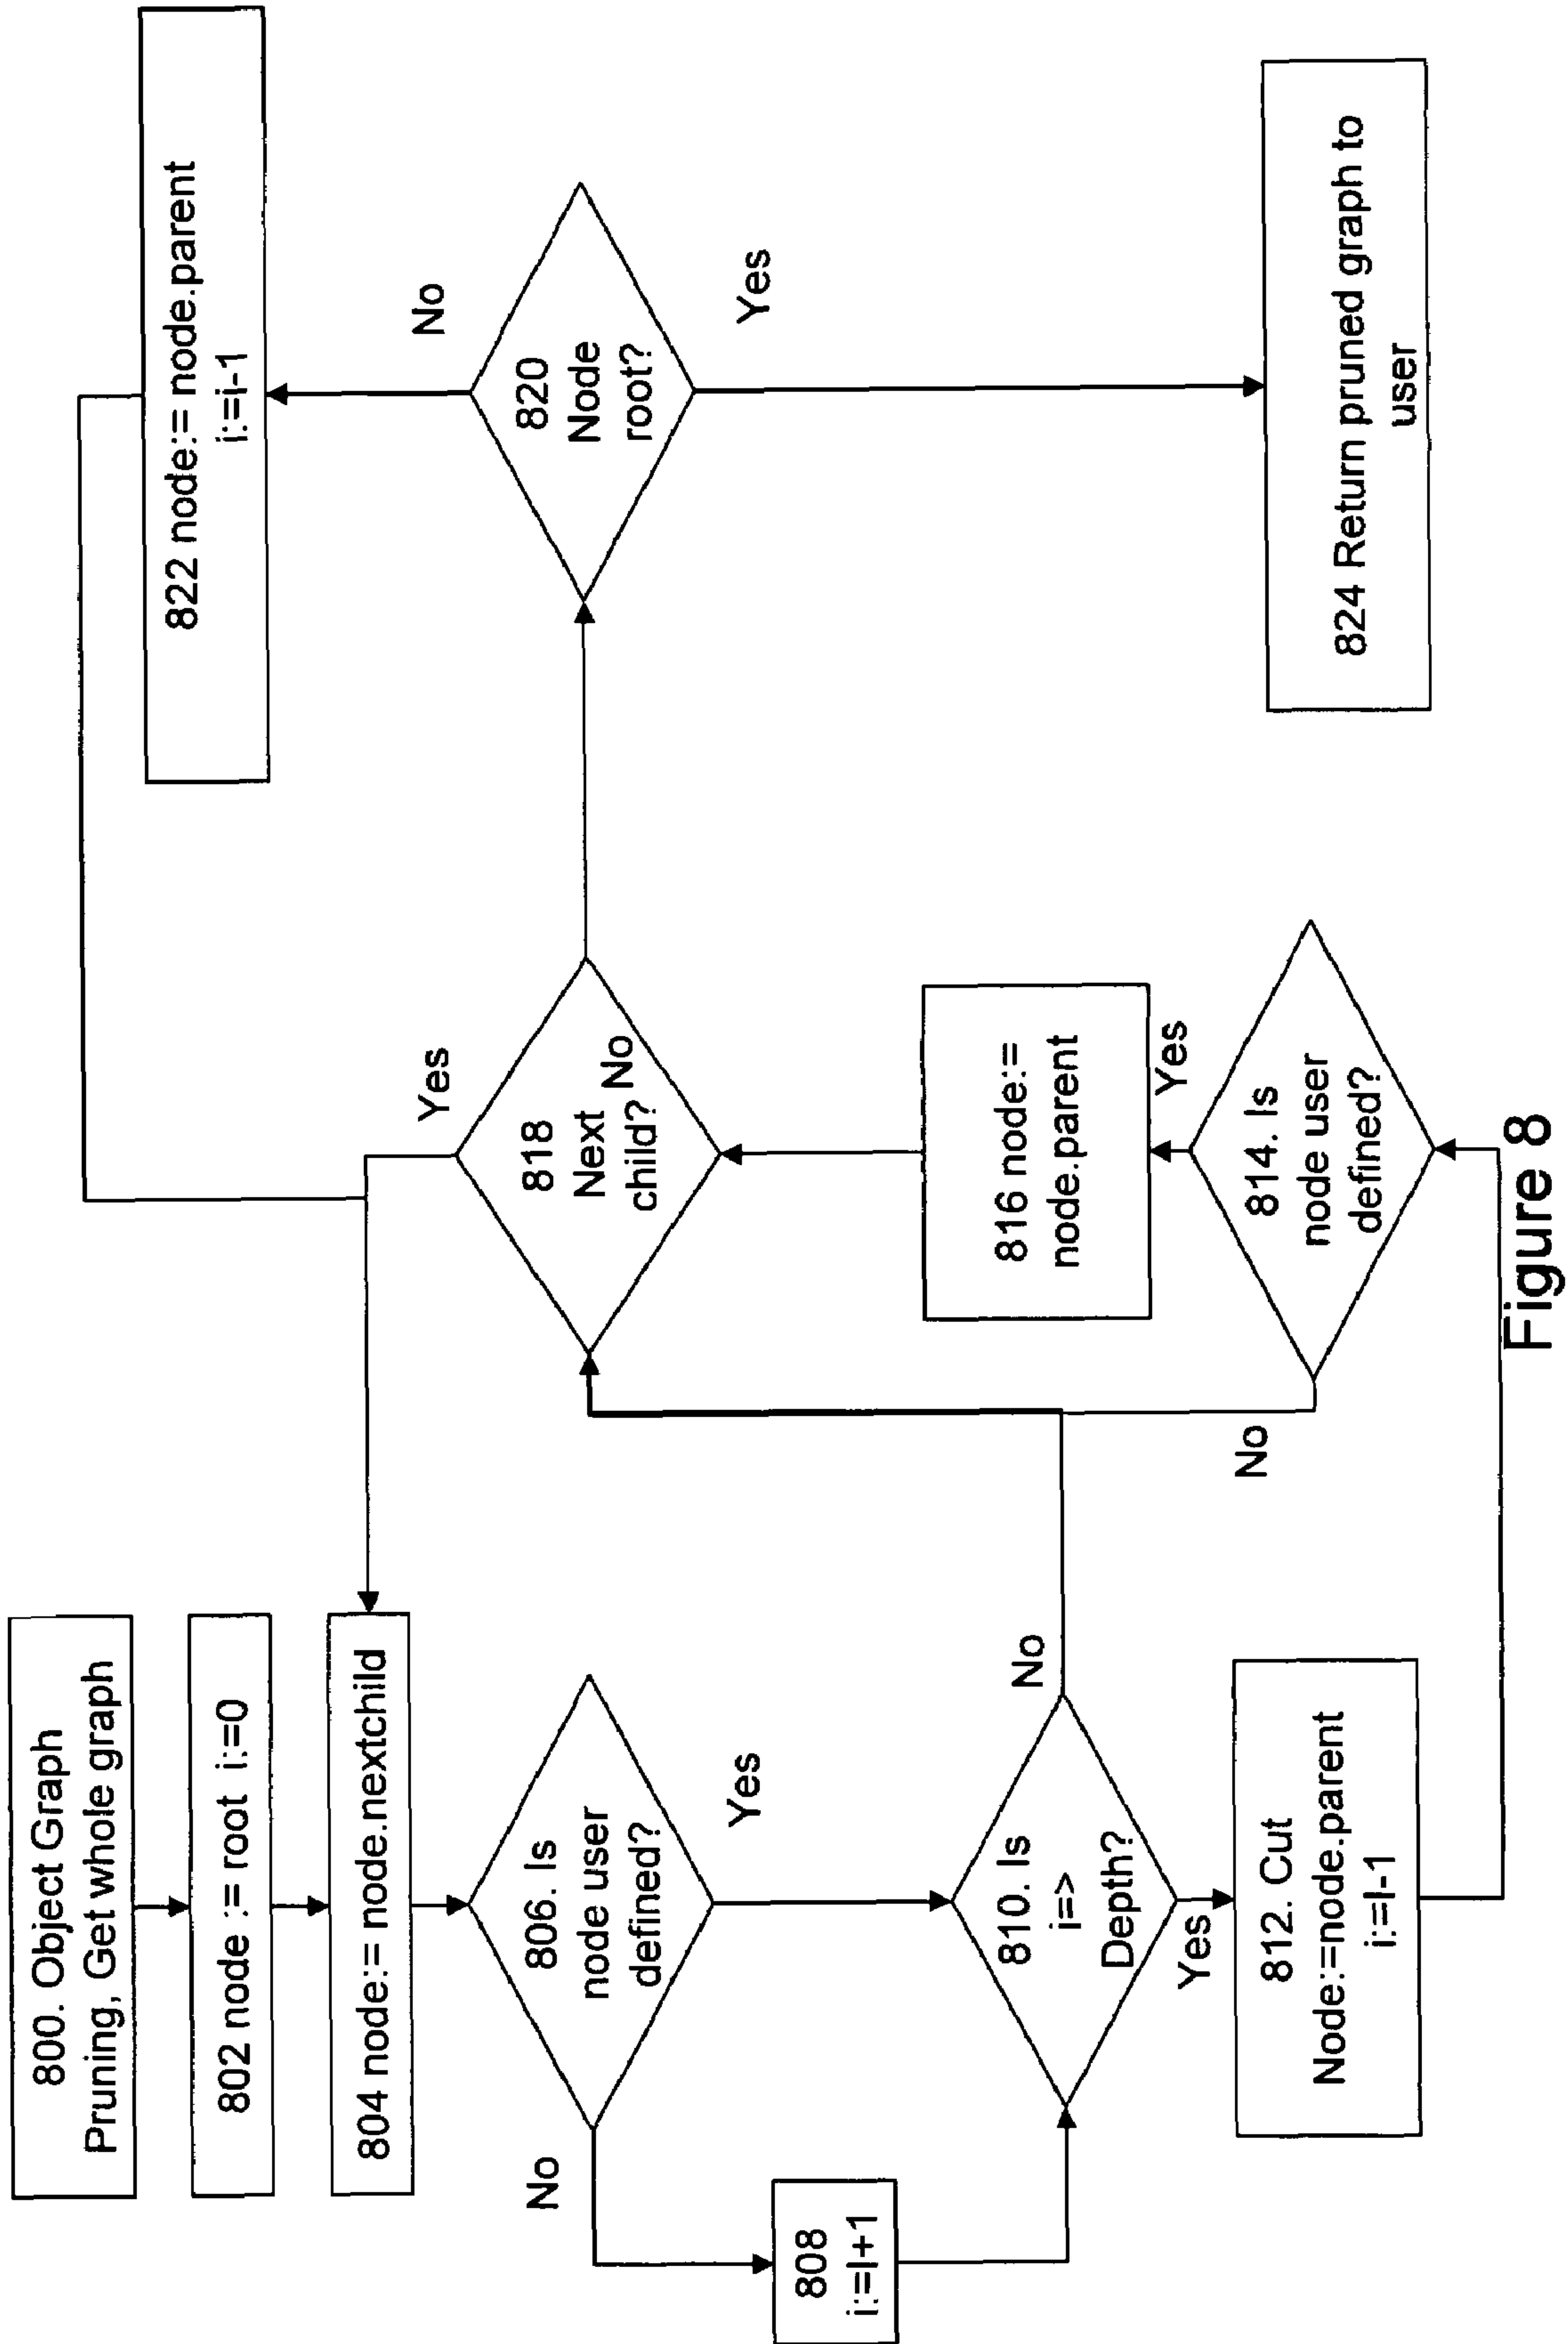 800. Object Graph
Pruning, Get whole graph
802 node := root i:=0
804 node:= node.nextchild
806. Is
node user
defined?
No
Yes
808
i:=I+1
810. Is
i=>
Depth?
No
Yes
812. Cut
Node:=node.parent
i:=I-1
814. Is
node user
defined?
No
Yes
816 node:=
node.parent
818
Next
child?
Yes
No
820
Node
root?
No
Yes
822 node:= node.parent
i:=i-1
824 Return pruned graph to
user
Figure 8